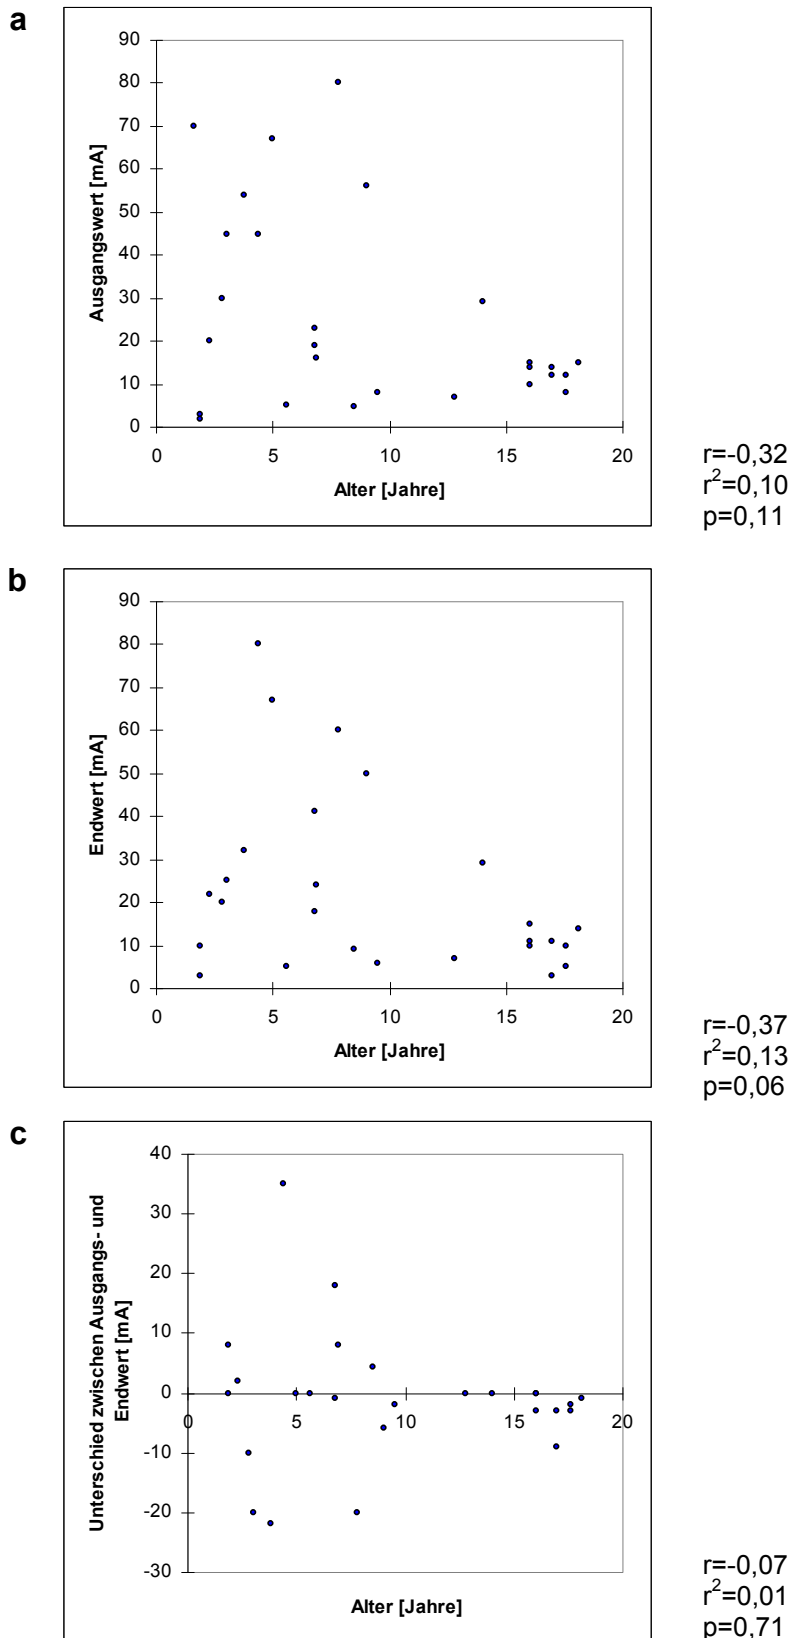 a
90
80
70
60
50
40
30
20
10
0
Ausgangswert [mA]
0 5 10 15 20
Alter [Jahre]
r=-0,32
r²=0,10
p=0,11
b
90
80
70
60
50
40
30
20
10
0
Endwert [mA]
0 5 10 15 20
Alter [Jahre]
r=-0,37
r²=0,13
p=0,06
c
40
30
20
10
0
-10
-20
-30
Unterschied zwischen Ausgangs- und
Endwert [mA]
0 5 10 15 20
Alter [Jahre]
r=-0,07
r²=0,01
p=0,71